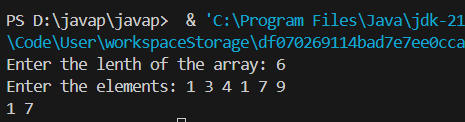 PS D:\javap\javap>  & 'C:\Program Files\Java\jdk-21
\Code\User\workspaceStorage\df070269114bad7e7ee0cca
Enter the lenth of the array: 6
Enter the elements: 1 3 4 1 7 9
1 7